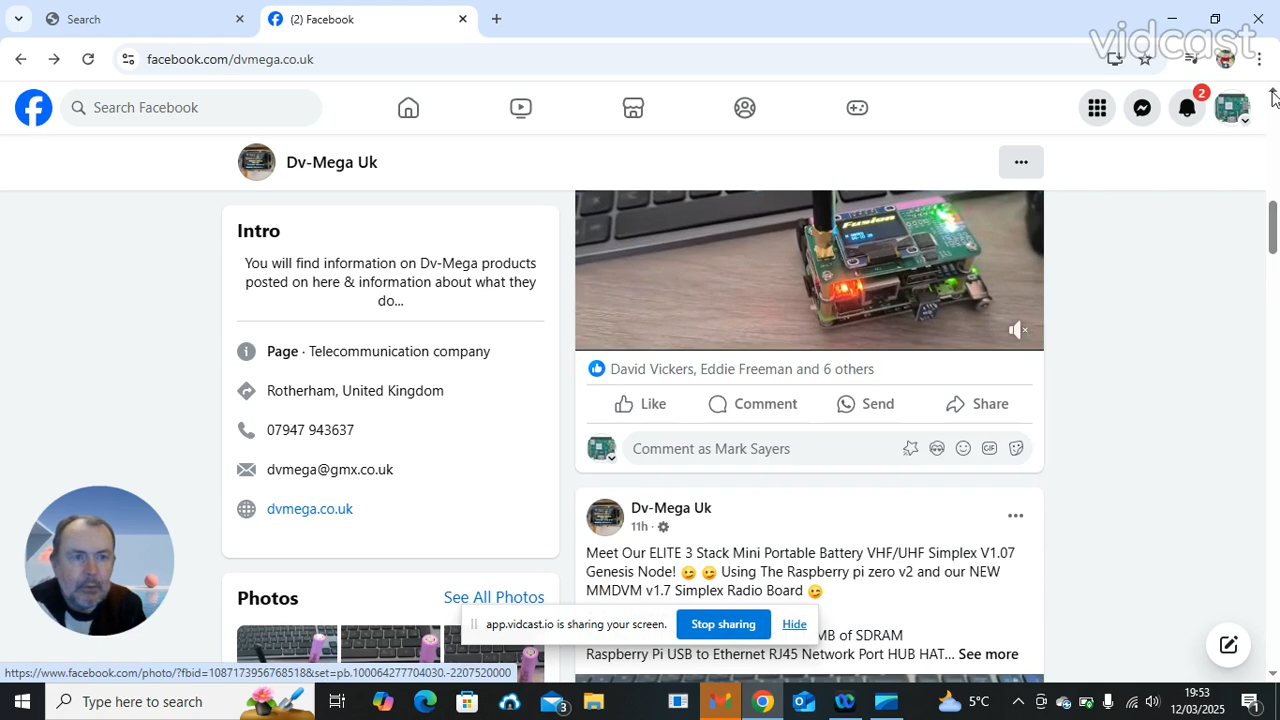 Search
(2) Facebook
vidcast
facebook.com/dvmega.co.uk
Search Facebook
2
Dv-Mega Uk
Intro
You will find information on Dv-Mega products
posted on here & information about what they
do...
Page · Telecommunication company
Rotherham, United Kingdom
07947 943637
dvmega@gmx.co.uk
dvmega.co.uk
Photos
See All Photos
Fusion
David Vickers, Eddie Freeman and 6 others
Like
Comment
Send
Share
Comment as Mark Sayers
GIF
Dv-Mega Uk
11h ·
Meet Our ELITE 3 Stack Mini Portable Battery VHF/UHF Simplex V1.07
Genesis Node! 😉 😉 Using The Raspberry pi zero v2 and our NEW
MMDVM v1.7 Simplex Radio Board 😉
MB of SDRAM
Raspberry Pi USB to Ethernet RJ45 Network Port HUB HAT... See more
app.vidcast.io is sharing your screen.
Stop sharing
Hide
https://www.facebook.com/photo/?fbid=1087173956768518&set=pb.100064277704030.-2207520000
Type here to search
3
5°C
19:53
12/03/2025
1